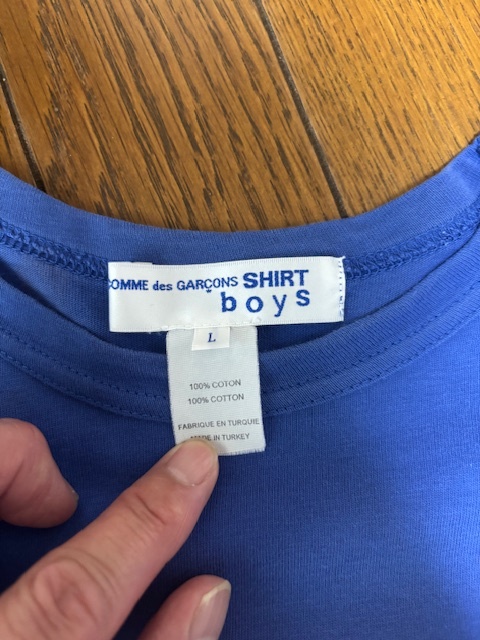 COMME des GARÇONS SHIRT
boys
L
100% COTON
100% COTTON
FABRIQUE EN TURQUIE
MADE IN TURKEY